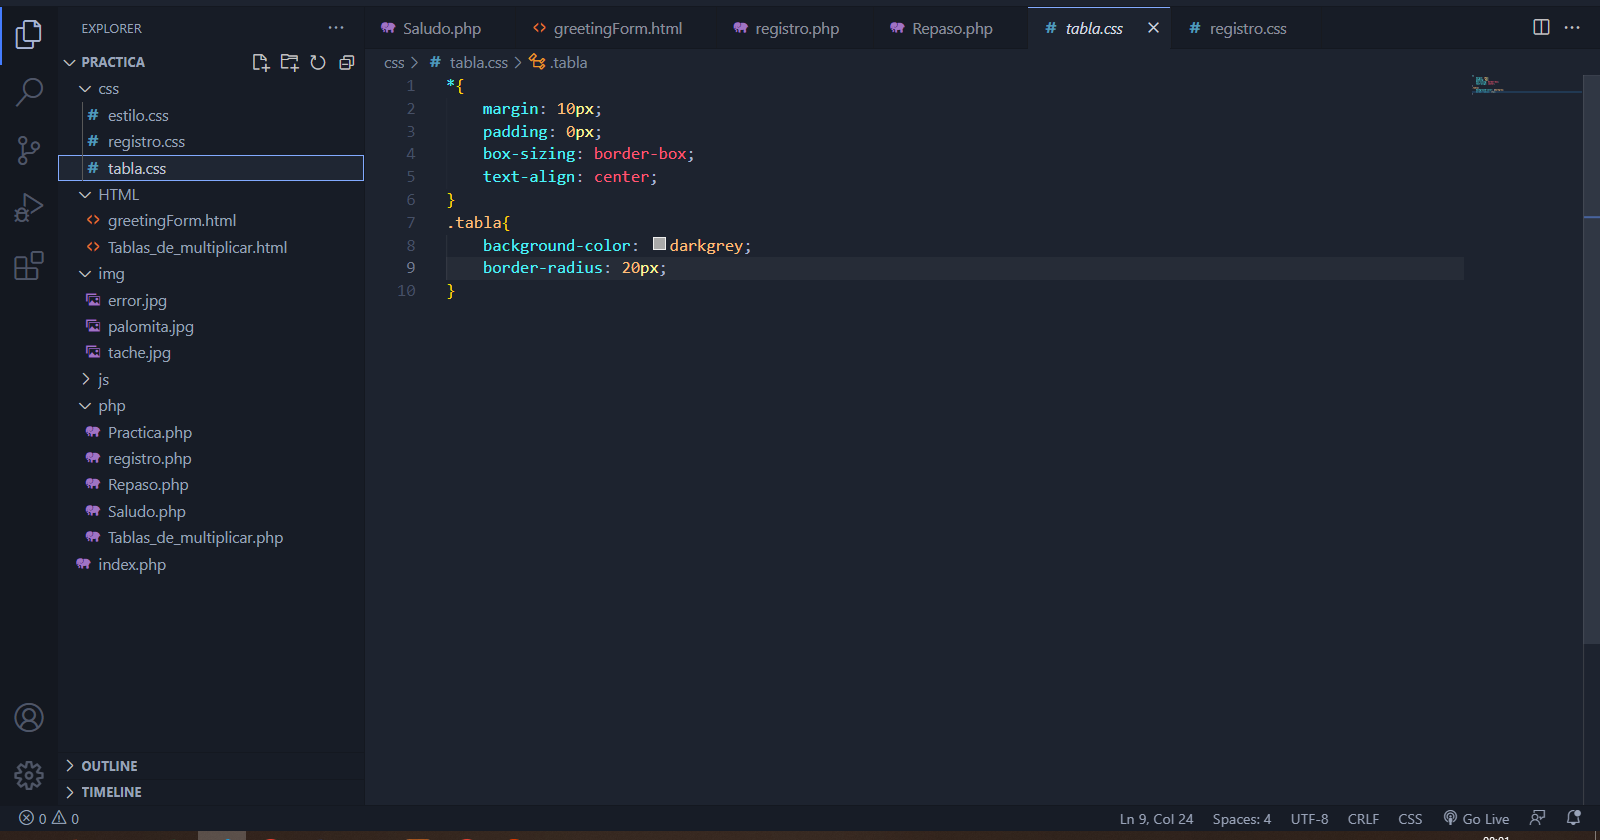 EXPLORER
PRACTICA
css
estilo.css
registro.css
tabla.css
HTML
greetingForm.html
Tablas_de_multiplicar.html
img
error.jpg
palomita.jpg
tache.jpg
js
php
Practica.php
registro.php
Repaso.php
Saludo.php
Tablas_de_multiplicar.php
index.php
OUTLINE
TIMELINE
Saludo.php greetingForm.html registro.php Repaso.php tabla.css registro.css
css > # tabla.css > .tabla
1 *{
2 margin: 10px;
3 padding: 0px;
4 box-sizing: border-box;
5 text-align: center;
6 }
7 .tabla{
8 background-color: darkgrey;
9 border-radius: 20px;
10 }
0 0 Ln 9, Col 24 Spaces: 4 UTF-8 CRLF CSS Go Live